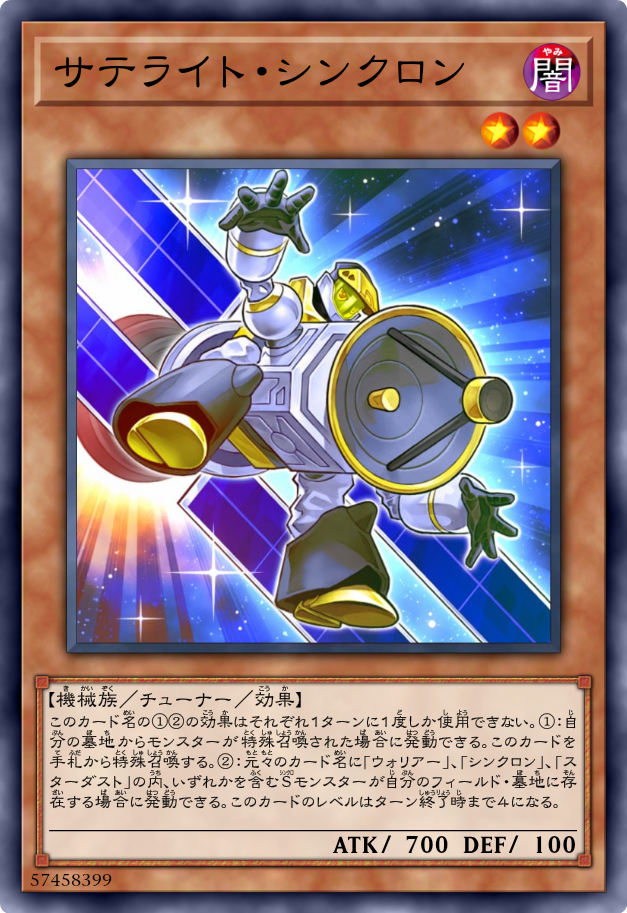 サテライト・シンクロン
闇
【機械族／チューナー／効果】
このカード名の①②の効果はそれぞれ1ターンに1度しか使用できない。①：自
分の墓地からモンスターが特殊召喚された場合に発動できる。このカードを
手札から特殊召喚する。②：元々のカード名に「ウォリアー」、「シンクロン」、「ス
ターダスト」の内、いずれかを含むSモンスターが自分のフィールド・墓地に存
在する場合に発動できる。このカードのレベルはターン終了時まで4になる。
ATK/ 700 DEF/ 100
57458399